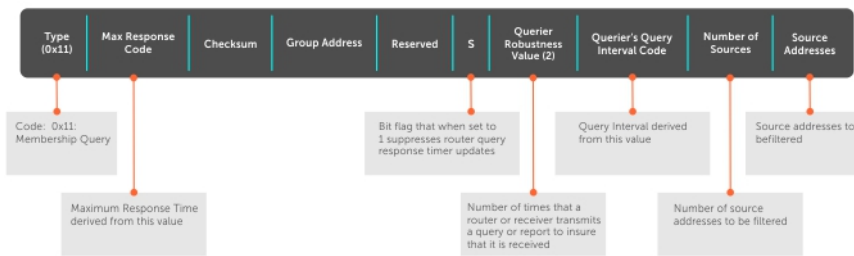 Type
(0x11)
Max Response
Code
Checksum
Group Address
Reserved
S
Querier
Robustness
Value (2)
Querier's Query
Interval Code
Number of
Sources
Source
Addresses
Code: 0x11:
Membership Query
Bit flag that when set to
1 suppresses router query
response timer updates
Query Interval derived
from this value
Source addresses to
befiltered
Maximum Response Time
derived from this value
Number of times that a
router or receiver transmits
a query or report to insure
that it is received
Number of source
addresses to be filtered